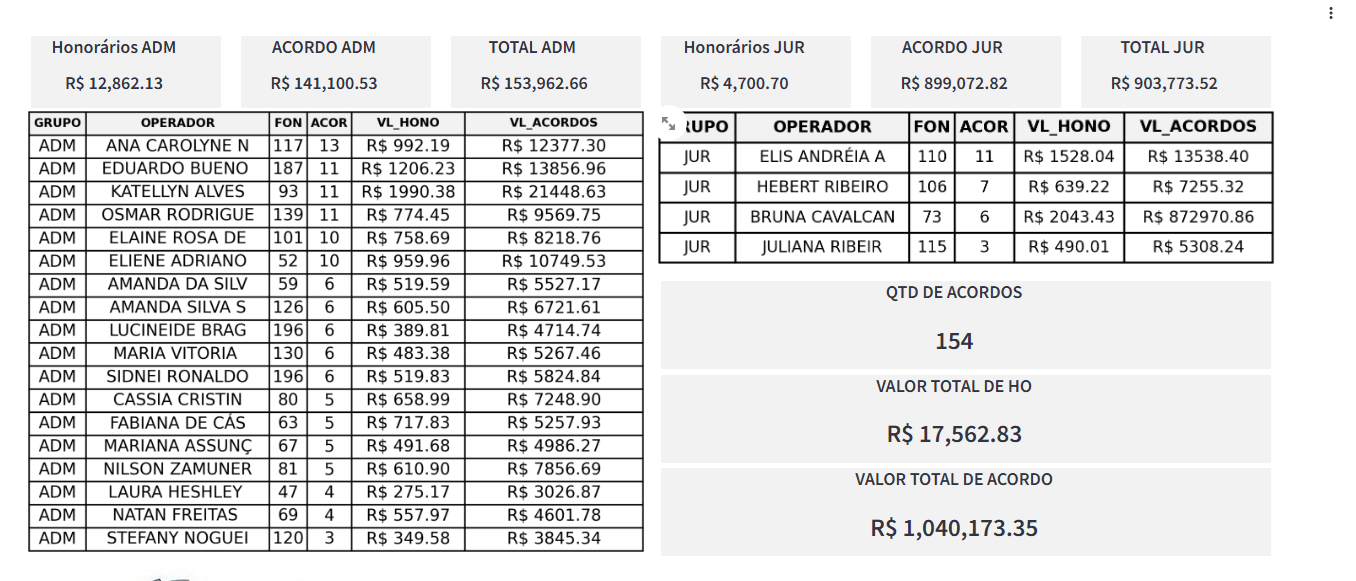 Honorários ADM
R$ 12,862.13
ACORDO ADM
R$ 141,100.53
TOTAL ADM
R$ 153,962.66
Honorários JUR
R$ 4,700.70
ACORDO JUR
R$ 899,072.82
TOTAL JUR
R$ 903,773.52
GRUPO OPERADOR FON ACOR VL_HONO VL_ACORDOS
ADM ANA CAROLYNE N 117 13 R$ 992.19 R$ 12377.30
ADM EDUARDO BUENO 187 11 R$ 1206.23 R$ 13856.96
ADM KATELLYN ALVES 93 11 R$ 1990.38 R$ 21448.63
ADM OSMAR RODRIGUE 139 11 R$ 774.45 R$ 9569.75
ADM ELAINE ROSA DE 101 10 R$ 758.69 R$ 8218.76
ADM ELIENE ADRIANO 52 10 R$ 959.96 R$ 10749.53
ADM AMANDA DA SILV 59 6 R$ 519.59 R$ 5527.17
ADM AMANDA SILVA S 126 6 R$ 605.50 R$ 6721.61
ADM LUCINEIDE BRAG 196 6 R$ 389.81 R$ 4714.74
ADM MARIA VITORIA 130 6 R$ 483.38 R$ 5267.46
ADM SIDNEI RONALDO 196 6 R$ 519.83 R$ 5824.84
ADM CASSIA CRISTIN 80 5 R$ 658.99 R$ 7248.90
ADM FABIANA DE CÁS 63 5 R$ 717.83 R$ 5257.93
ADM MARIANA ASSUNÇ 67 5 R$ 491.68 R$ 4986.27
ADM NILSON ZAMUNER 81 5 R$ 610.90 R$ 7856.69
ADM LAURA HESHLEY 47 4 R$ 275.17 R$ 3026.87
ADM NATAN FREITAS 69 4 R$ 557.97 R$ 4601.78
ADM STEFANY NOGUEI 120 3 R$ 349.58 R$ 3845.34
RUPO OPERADOR FON ACOR VL_HONO VL_ACORDOS
JUR ELIS ANDRÉIA A 110 11 R$ 1528.04 R$ 13538.40
JUR HEBERT RIBEIRO 106 7 R$ 639.22 R$ 7255.32
JUR BRUNA CAVALCAN 73 6 R$ 2043.43 R$ 872970.86
JUR JULIANA RIBEIR 115 3 R$ 490.01 R$ 5308.24
QTD DE ACORDOS
154
VALOR TOTAL DE HO
R$ 17,562.83
VALOR TOTAL DE ACORDO
R$ 1,040,173.35